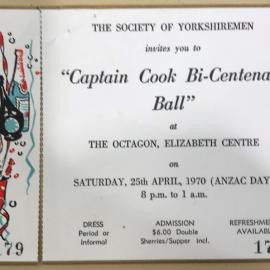 THE SOCIETY OF YORKSHIREMEN
invites you to
"Captain Cook Bi-Centena
Ball"
at
THE OCTAGON, ELIZABETH CENTRE
on
SATURDAY, 25th APRIL, 1970 (ANZAC DAY
8 p.m. to 1 a.m.
DRESS ADMISSION REFRESHME
Period or $6.00 Double AVAILA
Informal Sherries/Supper Incl.
179 17